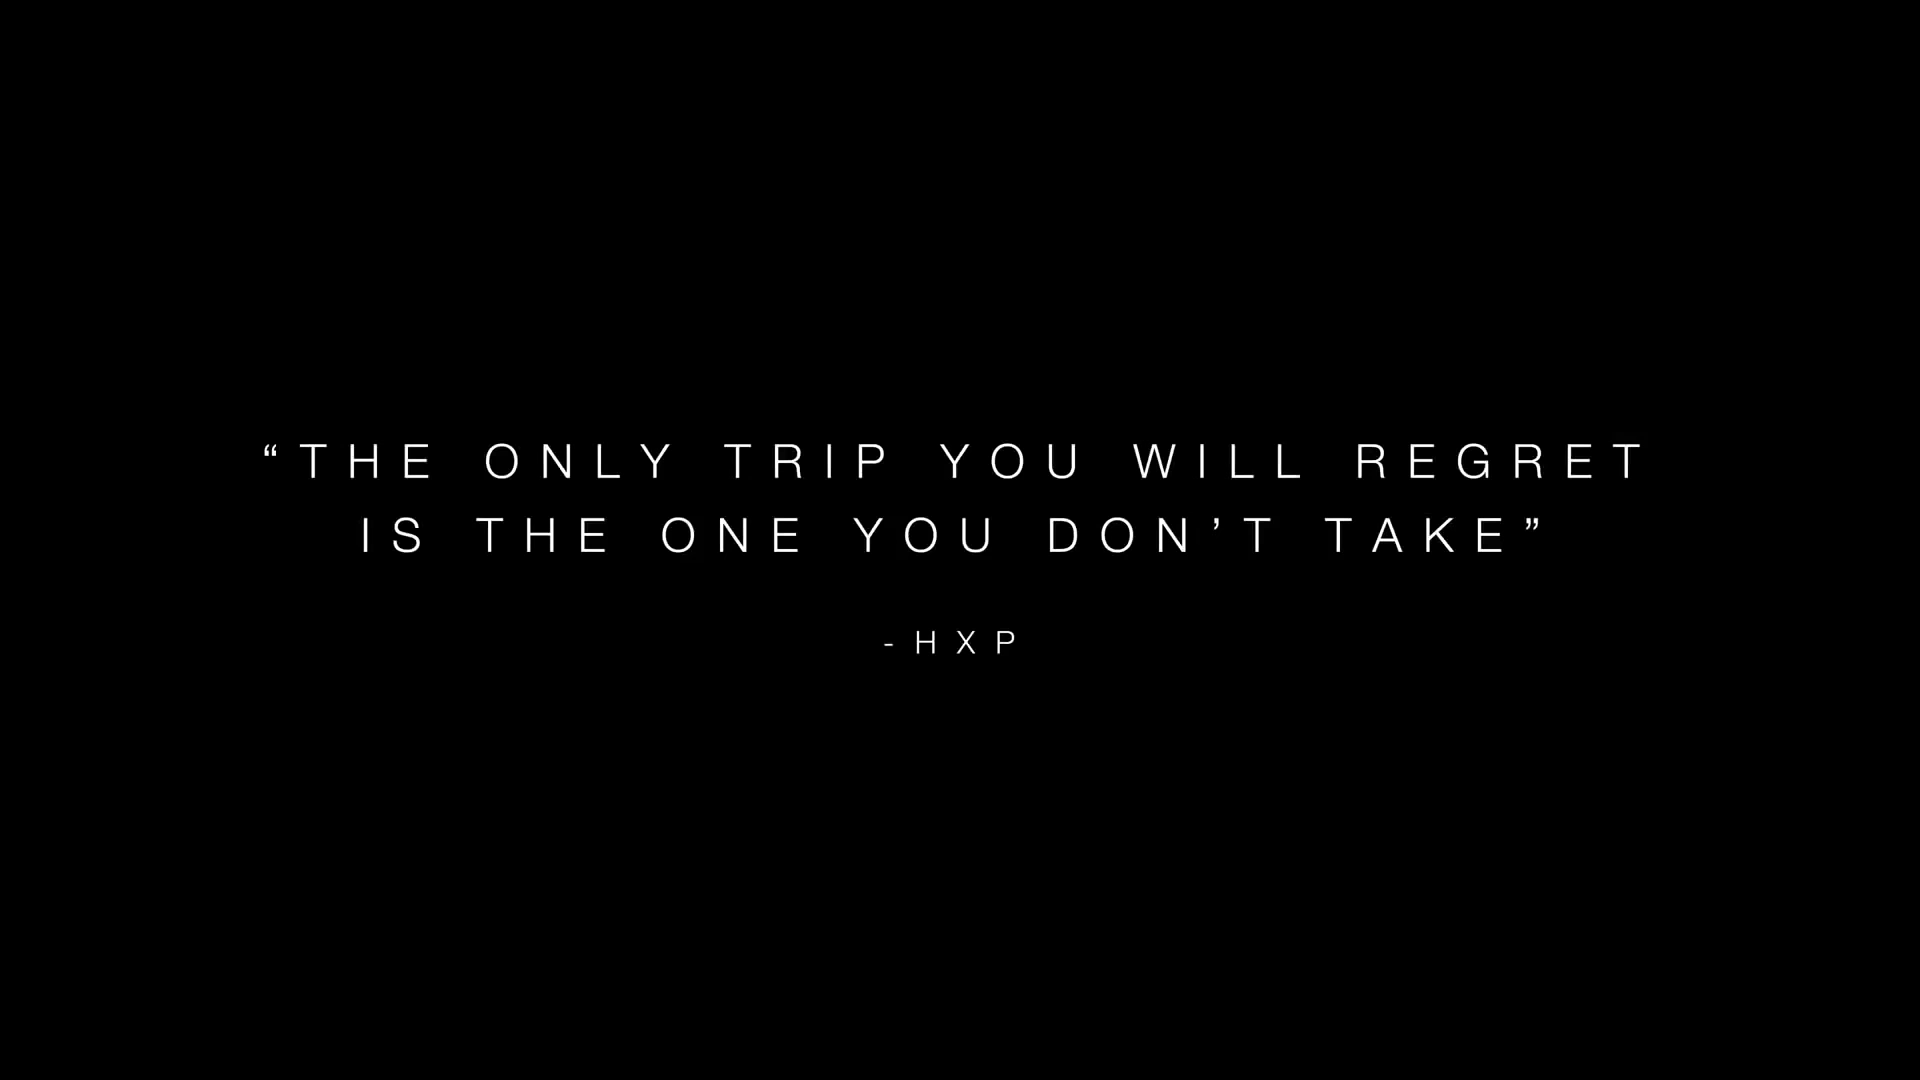 “THE ONLY TRIP YOU WILL REGRET
IS THE ONE YOU DON’T TAKE”
- HXP